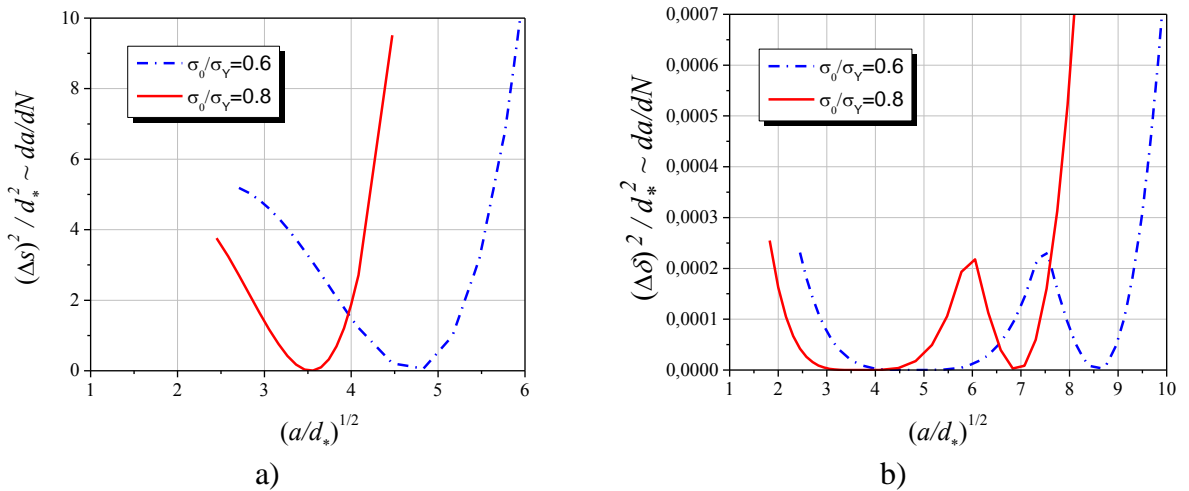 10
8
6
4
2
0
(Δs)² / d²* ~ da/dN
σ₀/σY=0.6
σ₀/σY=0.8
1 2 3 4 5 6
(a/d*)^1/2
a)
0,0007
0,0006
0,0005
0,0004
0,0003
0,0002
0,0001
0,0000
(Δδ)² / d²* ~ da/dN
σ₀/σY=0.6
σ₀/σY=0.8
1 2 3 4 5 6 7 8 9 10
(a/d*)^1/2
b)